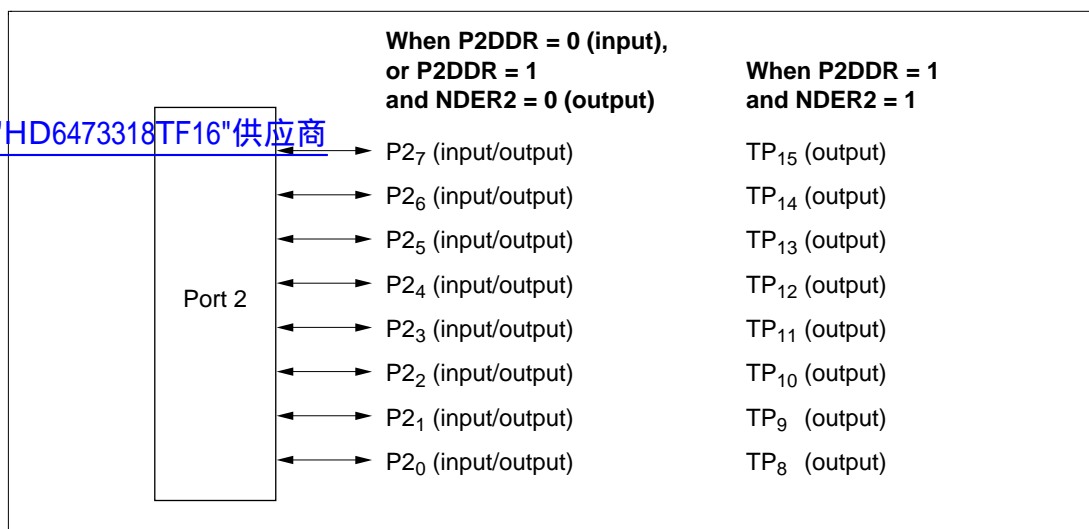 When P2DDR = 0 (input),
or P2DDR = 1
and NDER2 = 0 (output)
When P2DDR = 1
and NDER2 = 1
"HD6473318TF16"供应商
P2₇ (input/output) TP₁₅ (output)
P2₆ (input/output) TP₁₄ (output)
P2₅ (input/output) TP₁₃ (output)
P2₄ (input/output) TP₁₂ (output)
Port 2
P2₃ (input/output) TP₁₁ (output)
P2₂ (input/output) TP₁₀ (output)
P2₁ (input/output) TP₉ (output)
P2₀ (input/output) TP₈ (output)